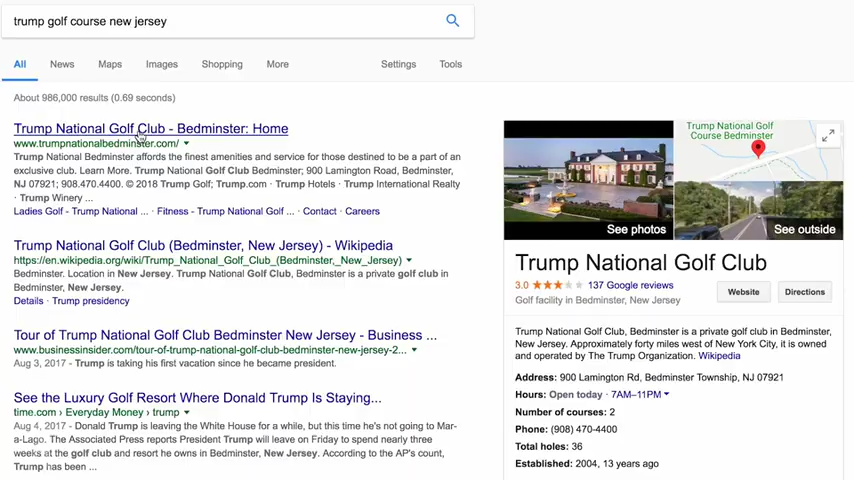 trump golf course new jersey
All News Maps Images Shopping More Settings Tools
About 986,000 results (0.69 seconds)
Trump National Golf Club - Bedminster: Home
www.trumpnationalbedminster.com/
Trump National Bedminster affords the finest amenities and service for those destined to be a part of an
exclusive club. Learn More. Trump National Golf Club Bedminster; 900 Lamington Road, Bedminster,
NJ 07921; 908.470.4400. © 2018 Trump Golf; Trump.com · Trump Hotels · Trump International Realty
· Trump Winery ...
Ladies Golf - Trump National ... · Fitness - Trump National Golf ... · Contact · Careers
Trump National Golf Club (Bedminster, New Jersey) - Wikipedia
https://en.wikipedia.org/wiki/Trump_National_Golf_Club_(Bedminster,_New_Jersey)
Bedminster. Location in New Jersey. Trump National Golf Club, Bedminster is a private golf club in
Bedminster, New Jersey.
Details · Trump presidency
Tour of Trump National Golf Club Bedminster New Jersey - Business ...
www.businessinsider.com/tour-of-trump-national-golf-club-bedminster-new-jersey-2...
Aug 3, 2017 - Trump is taking his first vacation since he became president.
See the Luxury Golf Resort Where Donald Trump Is Staying...
time.com › Everyday Money › trump
Aug 4, 2017 - Donald Trump is leaving the White House for a while, but this time he's not going to Mar-
a-Lago. The Associated Press reports President Trump will leave on Friday to spend nearly three
weeks at the golf club and resort he owns in Bedminster, New Jersey. According to the AP's count,
Trump has been ...
Trump National Golf
Course Bedminster
See photos
See outside
Trump National Golf Club
3.0 137 Google reviews
Golf facility in Bedminster, New Jersey
Website Directions
Trump National Golf Club, Bedminster is a private golf club in Bedminster,
New Jersey. Approximately forty miles west of New York City, it is owned
and operated by The Trump Organization. Wikipedia
Address: 900 Lamington Rd, Bedminster Township, NJ 07921
Hours: Open today · 7AM–11PM
Number of courses: 2
Phone: (908) 470-4400
Total holes: 36
Established: 2004, 13 years ago